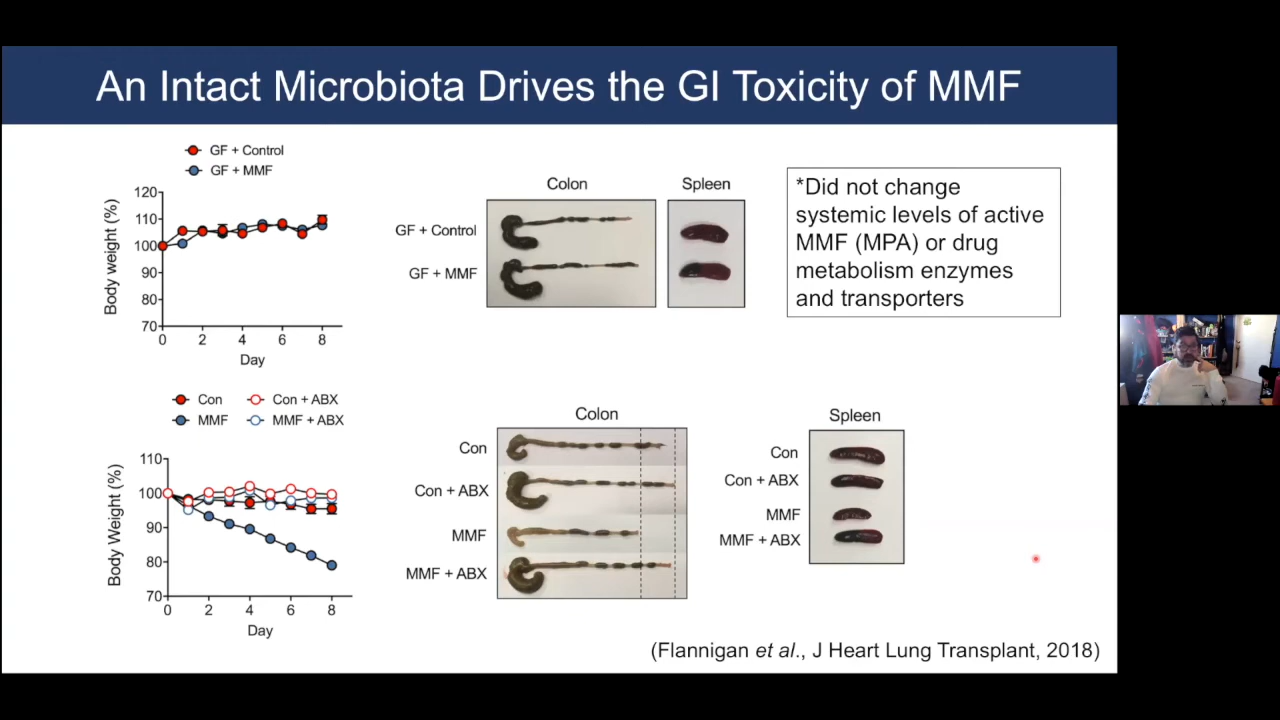 An Intact Microbiota Drives the GI Toxicity of MMF
GF + Control
GF + MMF
120
110
100
90
80
70
Body weight (%)
0 2 4 6 8
Day
Colon
Spleen
GF + Control
GF + MMF
*Did not change
systemic levels of active
MMF (MPA) or drug
metabolism enzymes
and transporters
Con
Con + ABX
MMF
MMF + ABX
110
100
90
80
70
Body Weight (%)
0 2 4 6 8
Day
Colon
Con
Con + ABX
MMF
MMF + ABX
Spleen
Con
Con + ABX
MMF
MMF + ABX
(Flannigan et al., J Heart Lung Transplant, 2018)